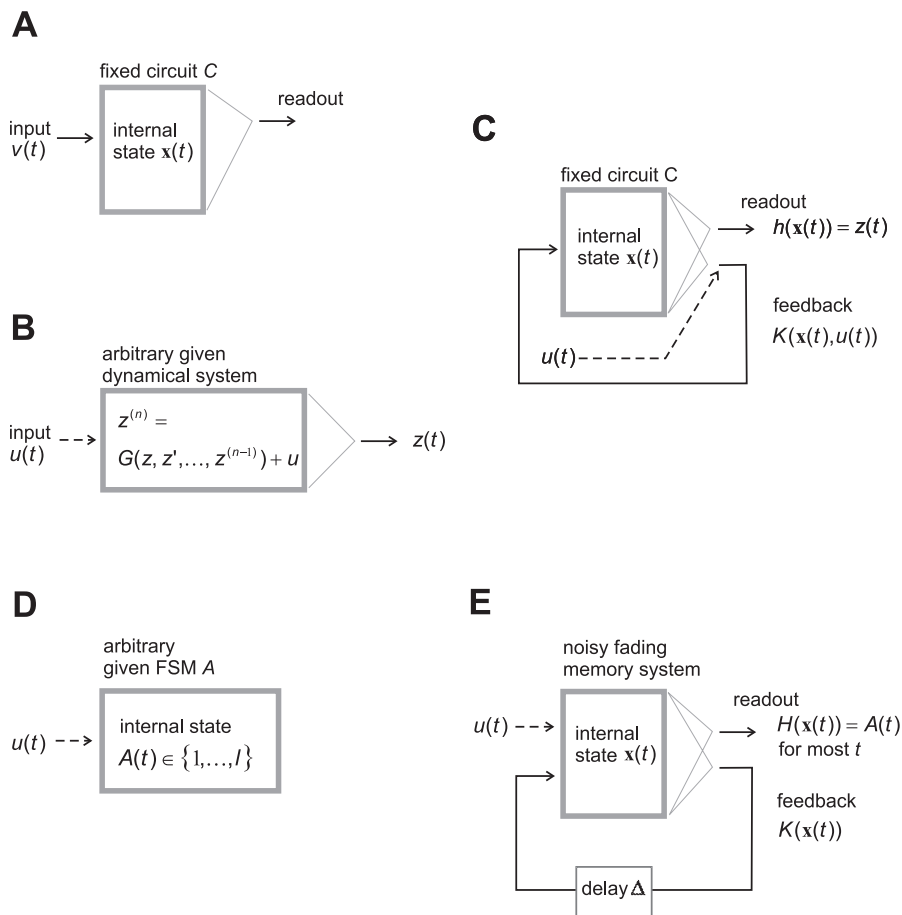 A
fixed circuit C
readout
input
v(t)
internal
state x(t)
B
arbitrary given
dynamical system
input
u(t)
z⁽ⁿ⁾ =
G(z, z',…, z⁽ⁿ⁻¹⁾) + u
z(t)
C
fixed circuit C
readout
h(x(t)) = z(t)
internal
state x(t)
feedback
K(x(t),u(t))
u(t)
D
arbitrary
given FSM A
u(t)
internal state
A(t) ∈ {1,…,l}
E
noisy fading
memory system
readout
u(t)
internal
state x(t)
H(x(t)) = A(t)
for most t
feedback
K(x(t))
delay Δ